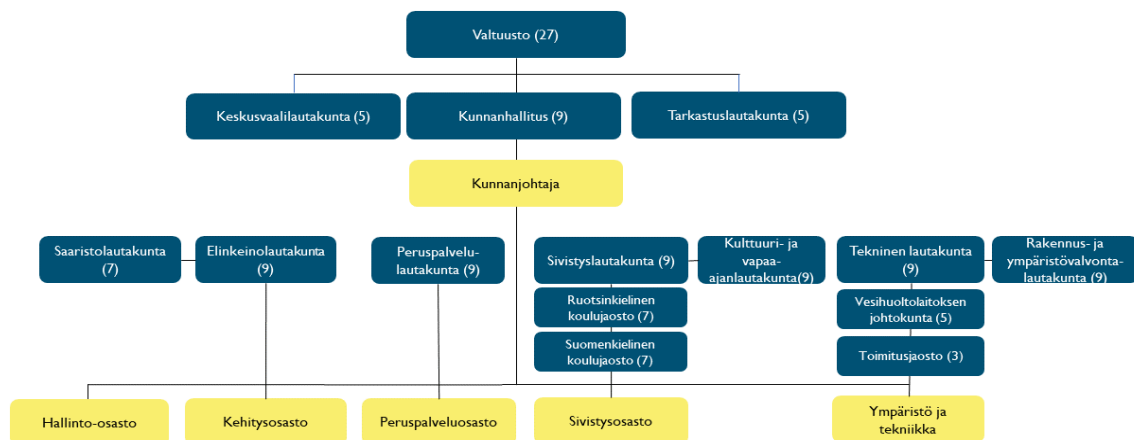 Valtuusto (27)
Keskusvaalilautakunta (5)
Kunnanhallitus (9)
Tarkastuslautakunta (5)
Kunnanjohtaja
Saaristolautakunta
(7)
Elinkeinolautakunta
(9)
Peruspalvelu-
lautakunta (9)
Sivistyslautakunta (9)
Kulttuuri- ja
vapaa-
ajanlautakunta(9)
Tekninen lautakunta
(9)
Rakennus- ja
ympäristövalvonta-
lautakunta (9)
Ruotsinkielinen
koulujaosto (7)
Vesihuoltolaitoksen
johtokunta (5)
Suomenkielinen
koulujaosto (7)
Toimitusjaosto (3)
Hallinto-osasto
Kehitysosasto
Peruspalveluosasto
Sivistysosasto
Ympäristö ja
tekniikka